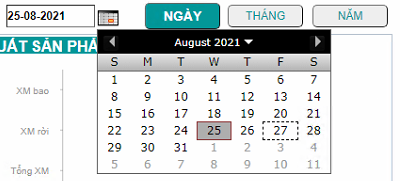 25-08-2021
NGÀY
THÁNG
NĂM
UẤT SẢN PHẨ
August 2021
S M T W T F S
1 2 3 4 5 6 7
8 9 10 11 12 13 14
15 16 17 18 19 20 21
22 23 24 25 26 27 28
29 30 31 1 2 3 4
5 6 7 8 9 10 11
XM bao
XM rời
Tổng XM